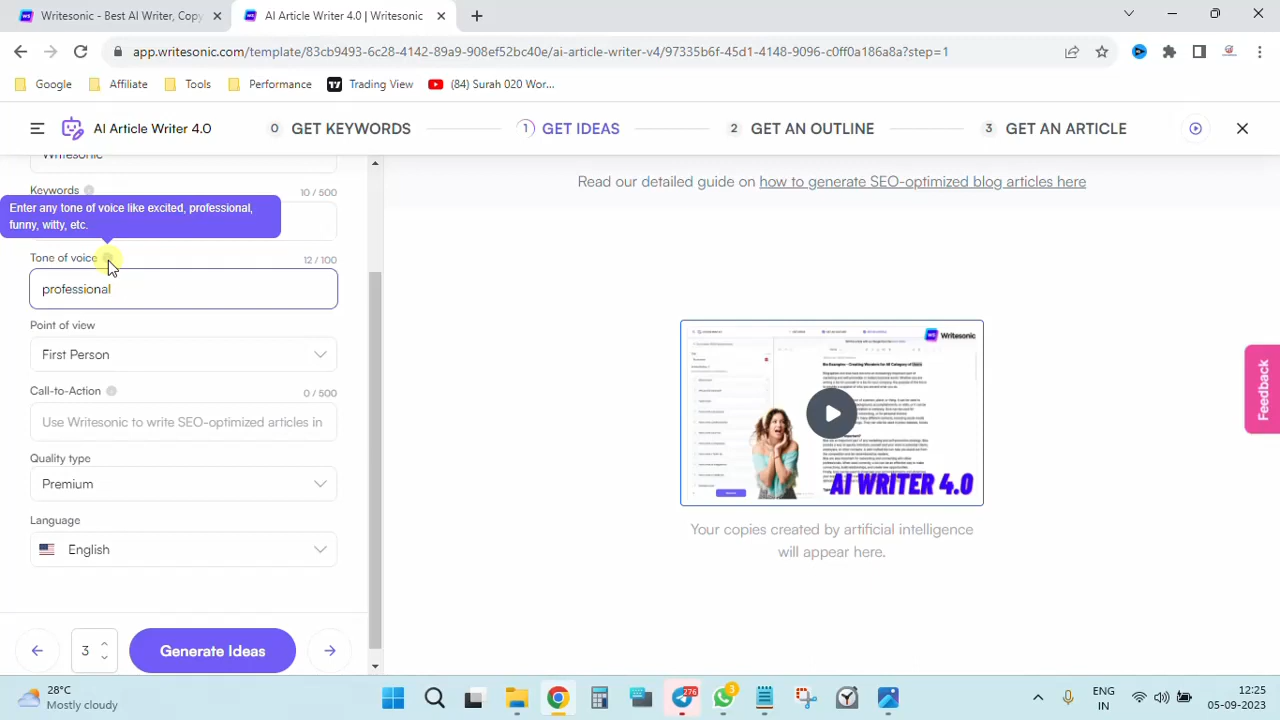 Writesonic - Best AI Writer, Copy
AI Article Writer 4.0 | Writesonic
app.writesonic.com/template/83cb9493-6c28-4142-89a9-908ef52bc40e/ai-article-writer-v4/97335b6f-45d1-4148-9096-c0ff0a186a8a?step=1
Google
Affiliate
Tools
Performance
Trading View
(84) Surah 020 Wor...
AI Article Writer 4.0
0 GET KEYWORDS
1 GET IDEAS
2 GET AN OUTLINE
3 GET AN ARTICLE
Writesonic
Read our detailed guide on how to generate SEO-optimized blog articles here
Keywords
10 / 500
Enter any tone of voice like excited, professional,
funny, witty, etc.
Tone of voice
12 / 100
professional
Point of view
First Person
Call-to-Action
0 / 500
Use Writesonic to write SEO-optimized articles in
Quality type
Premium
Language
English
3
Generate Ideas
Writesonic
AI WRITER 4.0
Your copies created by artificial intelligence
will appear here.
Feedback
28°C
Mostly cloudy
276
3
ENG
IN
12:25
05-09-2023